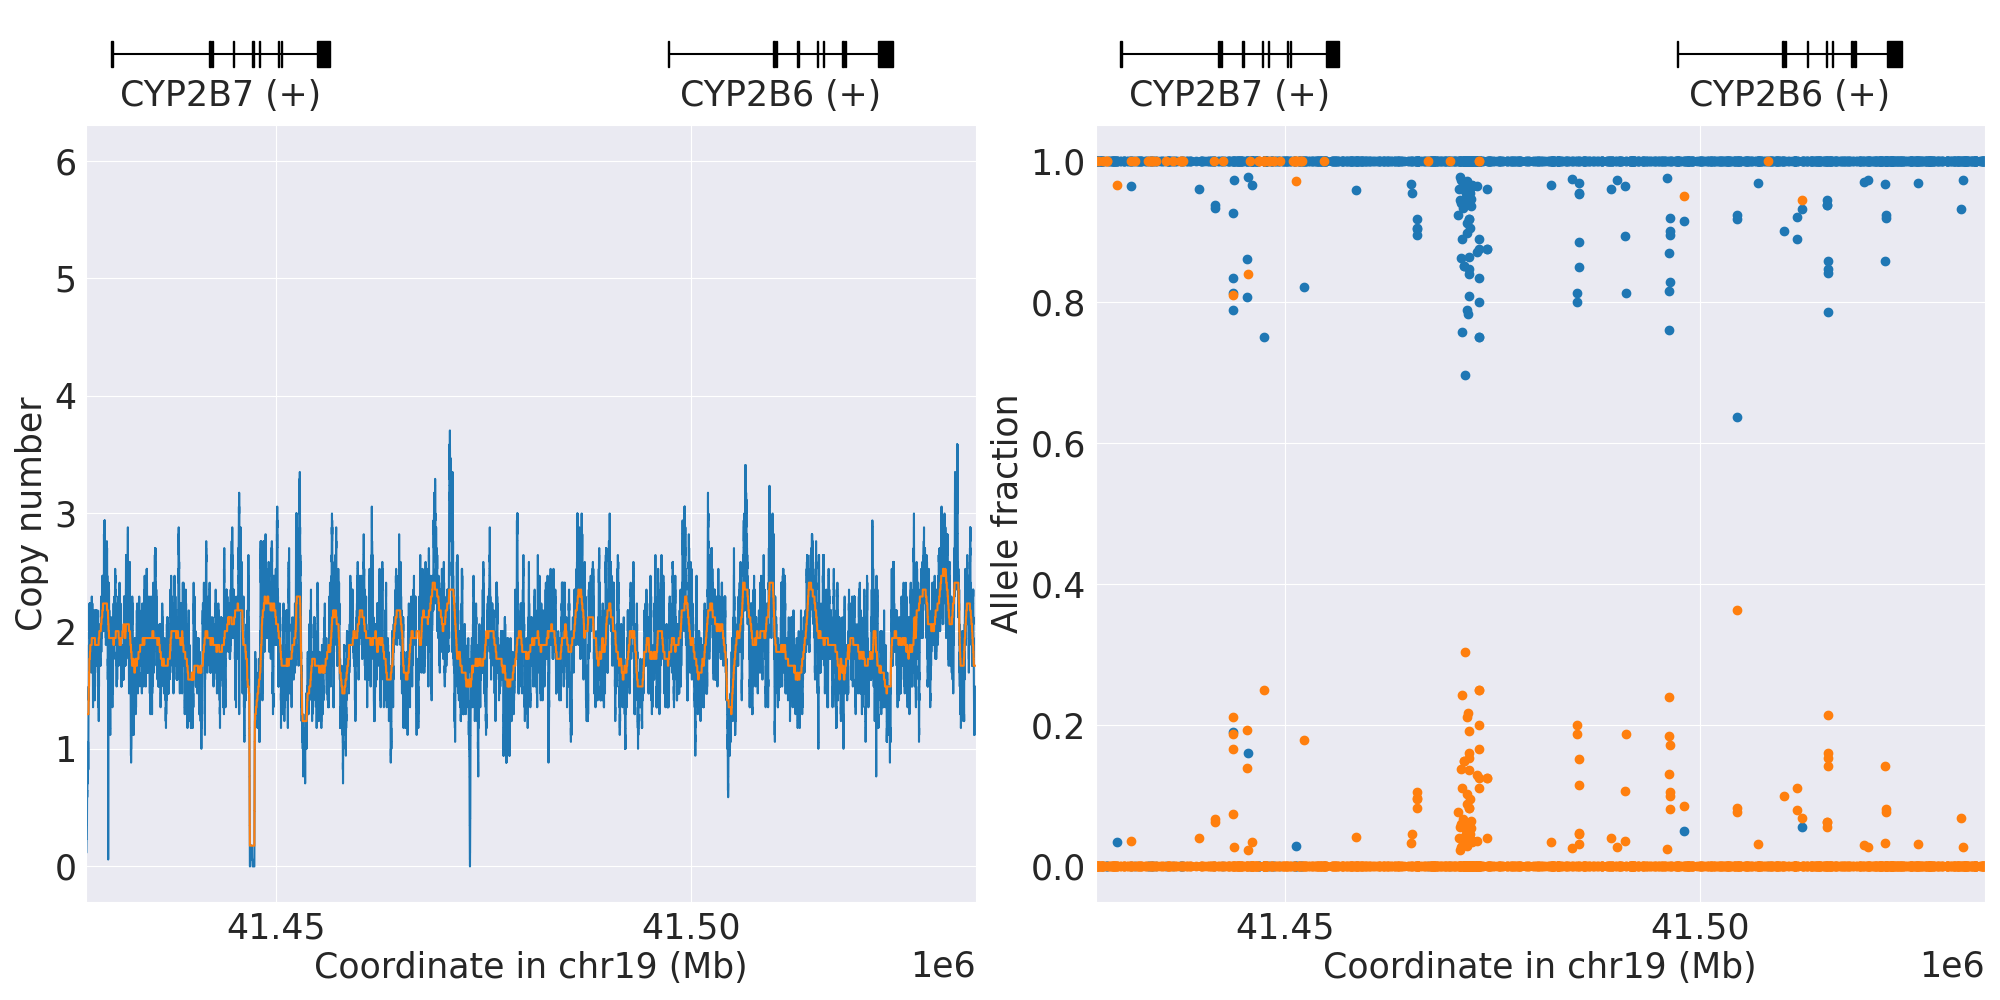 CYP2B7 (+)
CYP2B6 (+)
6
5
4
3
2
1
0
Copy number
41.45
41.50
Coordinate in chr19 (Mb)
1e6
CYP2B7 (+)
CYP2B6 (+)
1.0
0.8
0.6
0.4
0.2
0.0
Allele fraction
41.45
41.50
Coordinate in chr19 (Mb)
1e6